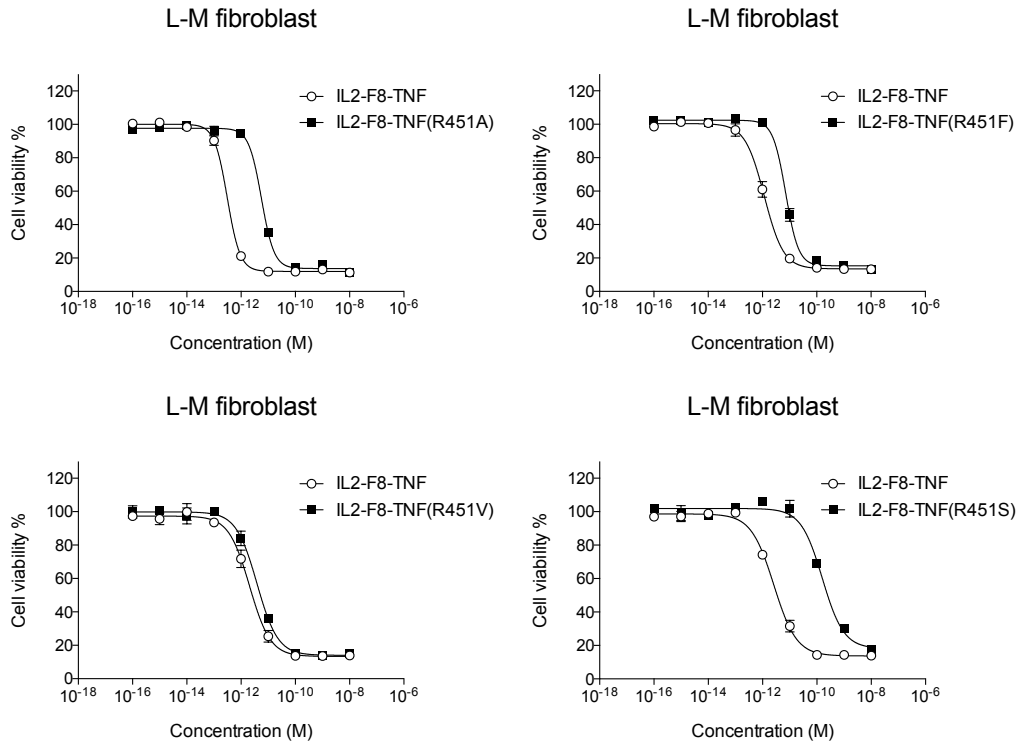 L-M fibroblast
120
100
80
60
40
20
0
Cell viability %
IL2-F8-TNF
IL2-F8-TNF(R451A)
10-18 10-16 10-14 10-12 10-10 10-8 10-6
Concentration (M)
L-M fibroblast
120
100
80
60
40
20
0
Cell viability %
IL2-F8-TNF
IL2-F8-TNF(R451F)
10-18 10-16 10-14 10-12 10-10 10-8 10-6
Concentration (M)
L-M fibroblast
120
100
80
60
40
20
0
Cell viability %
IL2-F8-TNF
IL2-F8-TNF(R451V)
10-18 10-16 10-14 10-12 10-10 10-8 10-6
Concentration (M)
L-M fibroblast
120
100
80
60
40
20
0
Cell viability %
IL2-F8-TNF
IL2-F8-TNF(R451S)
10-18 10-16 10-14 10-12 10-10 10-8 10-6
Concentration (M)